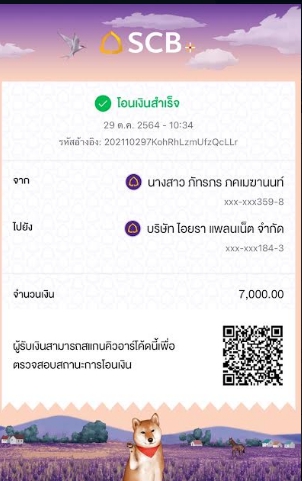 SCB
โอนเงินสำเร็จ
29 ต.ค. 2564 - 10:34
รหัสอ้างอิง: 202110297KohRhLzmUfzQcLLr
จาก
นางสาว ภัทรภร ภคเมฆานนท์
xxx-xxx359-8
ไปยัง
บริษัท ไอยรา แพลนเน็ต จำกัด
xxx-xxx184-3
จำนวนเงิน
7,000.00
ผู้รับเงินสามารถสแกนคิวอาร์โค้ดนี้เพื่อ
ตรวจสอบสถานะการโอนเงิน